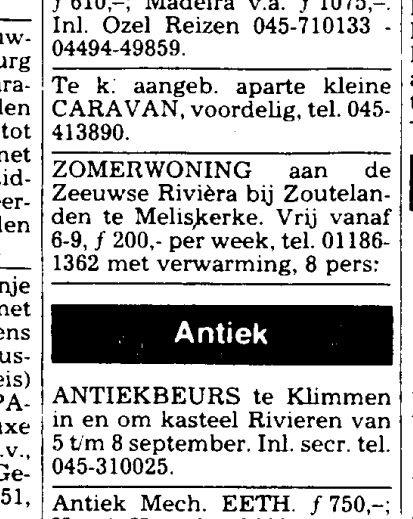 ƒ 610,-; Madeira v.a. ƒ 1075,-.
Inl. Ozel Reizen 045-710133 -
04494-49859.
Te k. aangeb. aparte kleine
CARAVAN, voordelig, tel. 045-
413890.
ZOMERWONING aan de
Zeeuwse Rivièra bij Zoutelan-
den te Meliskerke. Vrij vanaf
6-9, ƒ 200,- per week, tel. 01186-
1362 met verwarming, 8 pers:
Antiek
ANTIEKBEURS te Klimmen
in en om kasteel Rivieren van
5 t/m 8 september. Inl. secr. tel.
045-310025.
Antiek Mech. EETH. ƒ 750,-;